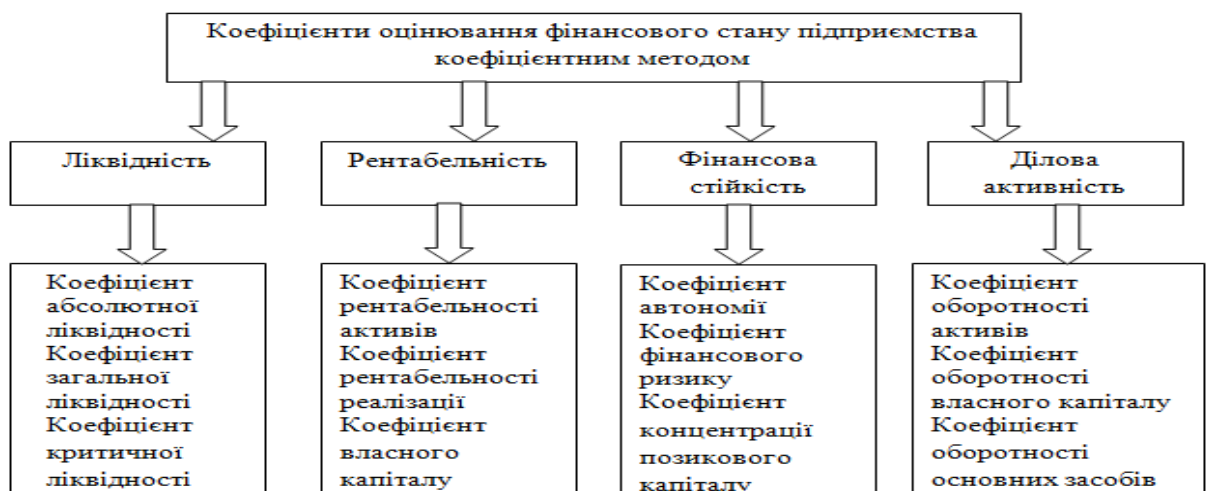 Коефіцієнти оцінювання фінансового стану підприємства
коефіцієнтним методом
Ліквідність
Рентабельність
Фінансова
стійкість
Ділова
активність
Коефіцієнт
абсолютної
ліквідності
Коефіцієнт
загальної
ліквідності
Коефіцієнт
критичної
ліквідності
Коефіцієнт
рентабельності
активів
Коефіцієнт
рентабельності
реалізації
Коефіцієнт
власного
капіталу
Коефіцієнт
автономії
Коефіцієнт
фінансового
ризику
Коефіцієнт
концентрації
позикового
капіталу
Коефіцієнт
оборотності
активів
Коефіцієнт
оборотності
власного капіталу
Коефіцієнт
оборотності
основних засобів